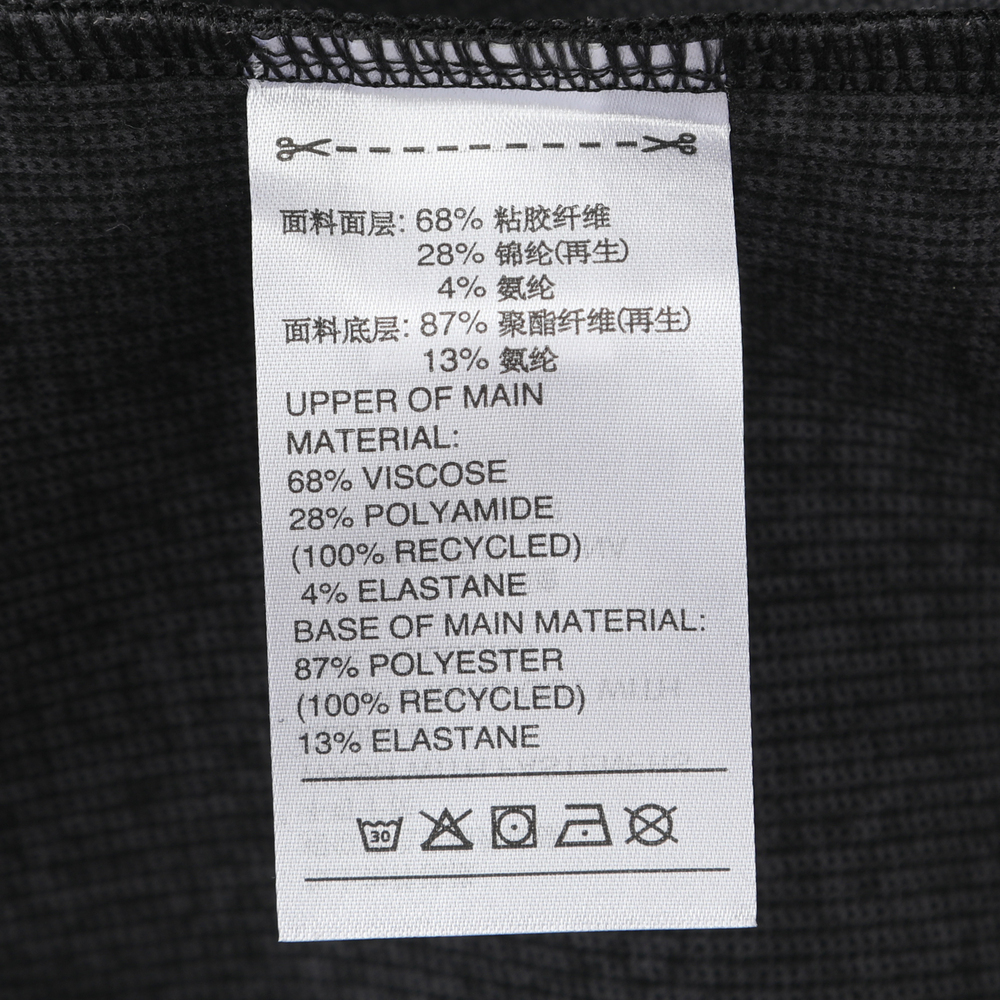 面料面层: 68% 粘胶纤维
28% 锦纶(再生)
4% 氨纶
面料底层: 87% 聚酯纤维(再生)
13% 氨纶
UPPER OF MAIN
MATERIAL:
68% VISCOSE
28% POLYAMIDE
(100% RECYCLED)
4% ELASTANE
BASE OF MAIN MATERIAL:
87% POLYESTER
(100% RECYCLED)
13% ELASTANE
30